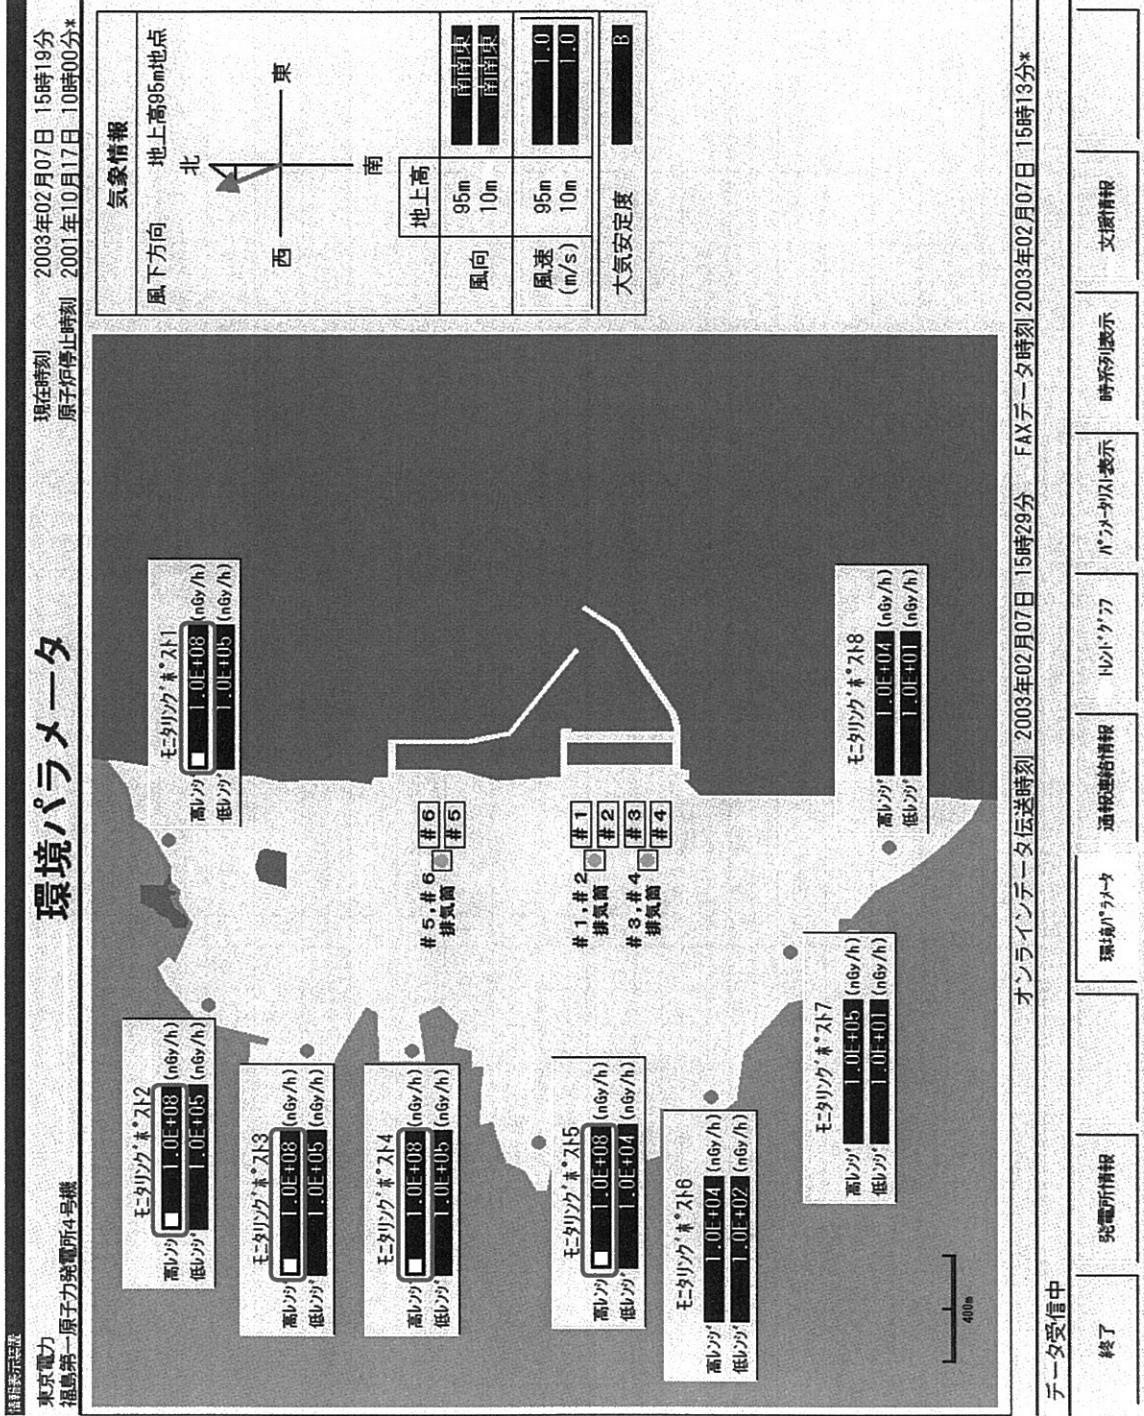 情報表示端末
東京電力
福島第一原子力発電所4号機
環境パラメータ
現在時刻 2003年02月07日 15時19分
原子炉停止時刻 2001年10月17日 10時00分*
モニタリングポスト1
高レンジ 1.0E+08 (nGy/h)
低レンジ 1.0E+05 (nGy/h)
モニタリングポスト2
高レンジ 1.0E+08 (nGy/h)
低レンジ 1.0E+05 (nGy/h)
モニタリングポスト3
高レンジ 1.0E+08 (nGy/h)
低レンジ 1.0E+05 (nGy/h)
モニタリングポスト4
高レンジ 1.0E+08 (nGy/h)
低レンジ 1.0E+05 (nGy/h)
モニタリングポスト5
高レンジ 1.0E+08 (nGy/h)
低レンジ 1.0E+04 (nGy/h)
モニタリングポスト6
高レンジ 1.0E+04 (nGy/h)
低レンジ 1.0E+02 (nGy/h)
モニタリングポスト7
高レンジ 1.0E+05 (nGy/h)
低レンジ 1.0E+01 (nGy/h)
モニタリングポスト8
高レンジ 1.0E+04 (nGy/h)
低レンジ 1.0E+01 (nGy/h)
#5,#6
排気筒
#6
#5
#1,#2
排気筒
#1
#2
#3,#4
排気筒
#3
#4
400m
気象情報
風下方向 地上高95m地点
北
西
東
南
地上高
風向
95m 南南東
10m 南南東
風速
(m/s)
95m 1.0
10m 1.0
大気安定度 B
オンラインデータ伝送時刻 2003年02月07日 15時29分 FAXデータ時刻 2003年02月07日 15時13分*
データ受信中
終了
発電所情報
環境パラメータ
通報連絡情報
トレンドグラフ
パラメータリスト表示
時系列表示
支援情報